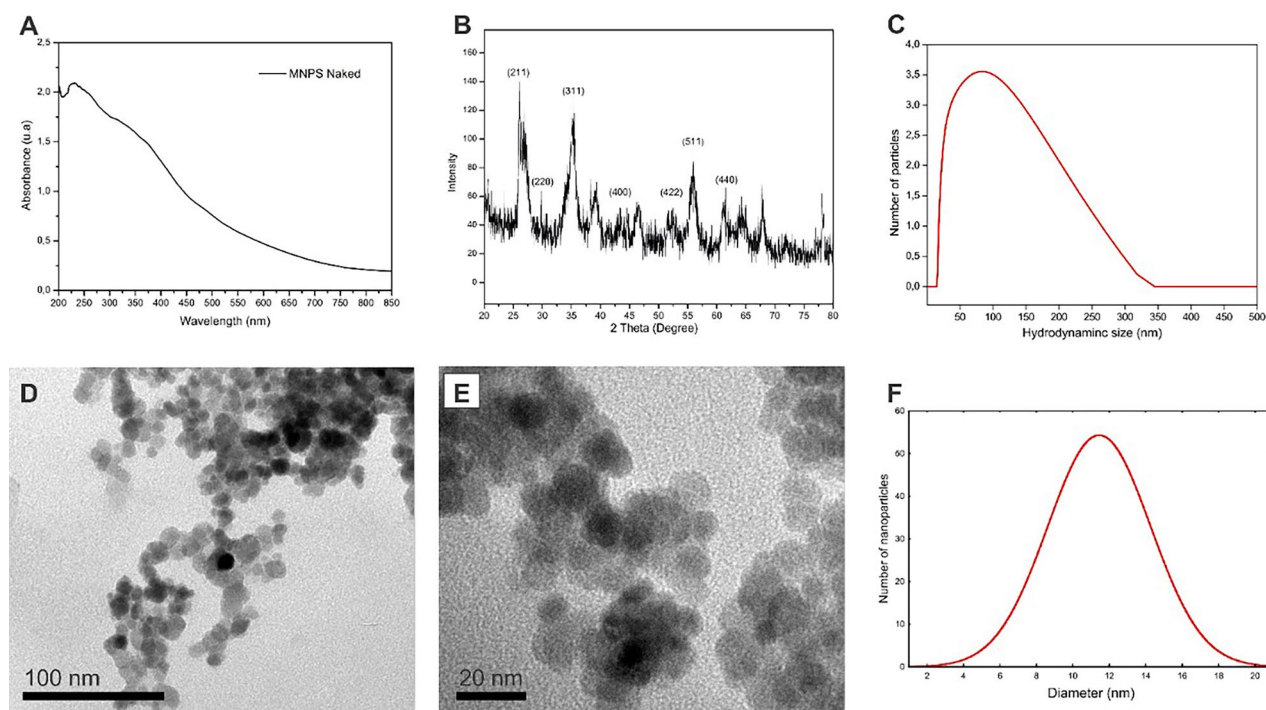 A
2,5
2,0
1,5
1,0
0,5
0,0
Absorbance (u.a)
MNPS Naked
200 250 300 350 400 450 500 550 600 650 700 750 800 850
Wavelength (nm)
B
160
140
120
100
80
60
40
20
0
Intensity
(211)
(220)
(311)
(400)
(422)
(511)
(440)
20 25 30 35 40 45 50 55 60 65 70 75 80
2 Theta (Degree)
C
4,0
3,5
3,0
2,5
2,0
1,5
1,0
0,5
0,0
Number of particles
50 100 150 200 250 300 350 400 450 500
Hydrodynaminc size (nm)
D
100 nm
E
20 nm
F
60
50
40
30
20
10
0
Number of nanoparticles
2 4 6 8 10 12 14 16 18 20
Diameter (nm)